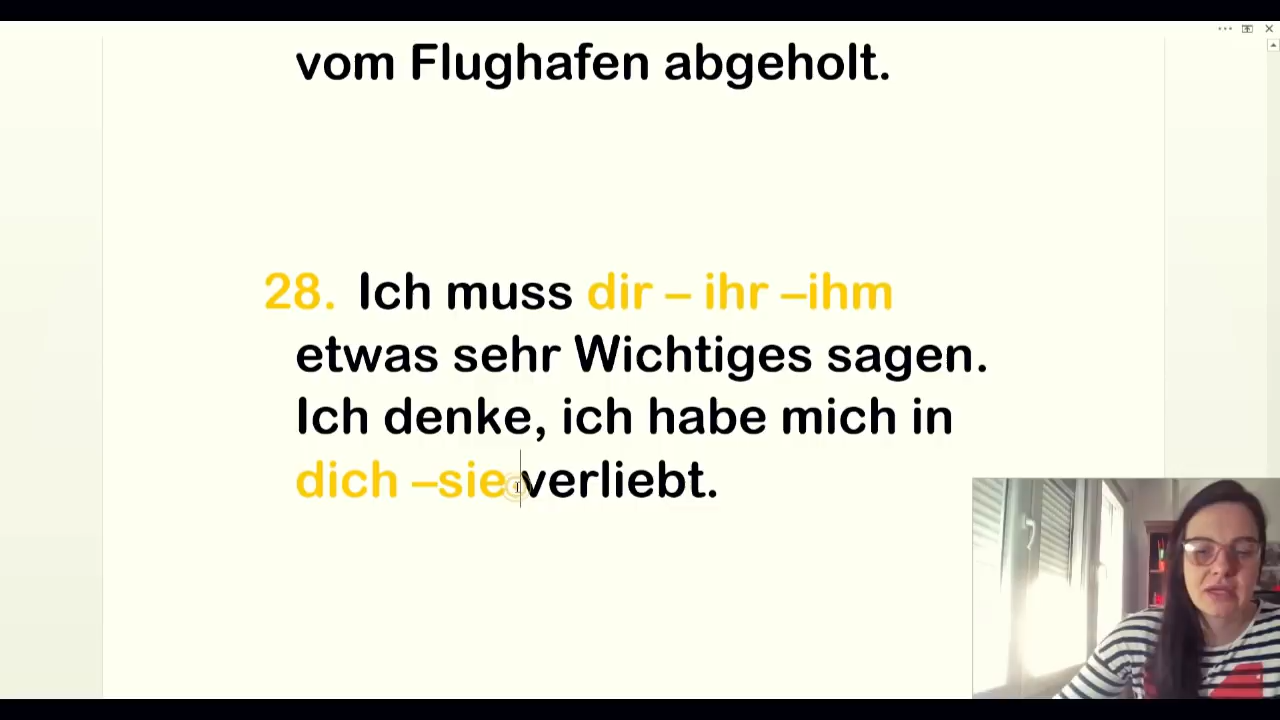 vom Flughafen abgeholt.
28. Ich muss dir – ihr –ihm
etwas sehr Wichtiges sagen.
Ich denke, ich habe mich in
dich –sie verliebt.